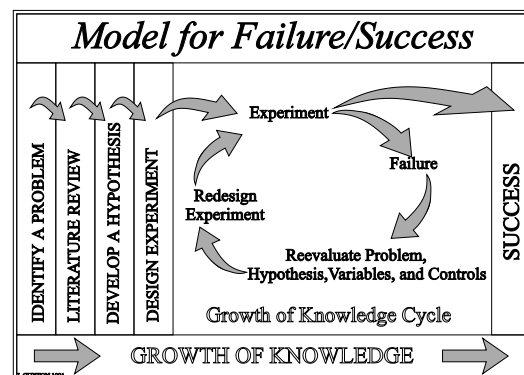 Model for Failure/Success
IDENTIFY A PROBLEM
LITERATURE REVIEW
DEVELOP A HYPOTHESIS
DESIGN EXPERIMENT
Experiment
Failure
Reevaluate Problem,
Hypothesis,Variables, and Controls
Redesign
Experiment
Growth of Knowledge Cycle
SUCCESS
GROWTH OF KNOWLEDGE